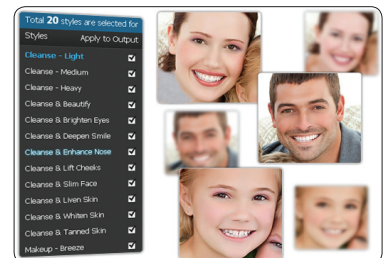 Total 20 styles are selected for
Styles Apply to Output
Cleanse - Light
Cleanse - Medium
Cleanse - Heavy
Cleanse & Beautify
Cleanse & Brighten Eyes
Cleanse & Deepen Smile
Cleanse & Enhance Nose
Cleanse & Lift Cheeks
Cleanse & Slim Face
Cleanse & Liven Skin
Cleanse & Whiten Skin
Cleanse & Tanned Skin
Makeup - Breeze